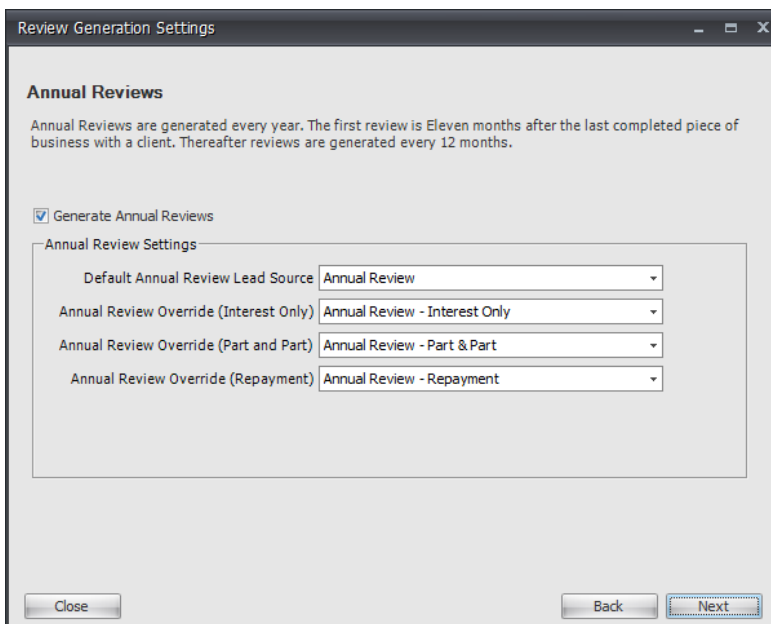 Review Generation Settings
Annual Reviews
Annual Reviews are generated every year. The first review is Eleven months after the last completed piece of
business with a client. Thereafter reviews are generated every 12 months.
Generate Annual Reviews
Annual Review Settings
Default Annual Review Lead Source Annual Review
Annual Review Override (Interest Only) Annual Review - Interest Only
Annual Review Override (Part and Part) Annual Review - Part & Part
Annual Review Override (Repayment) Annual Review - Repayment
Close Back Next